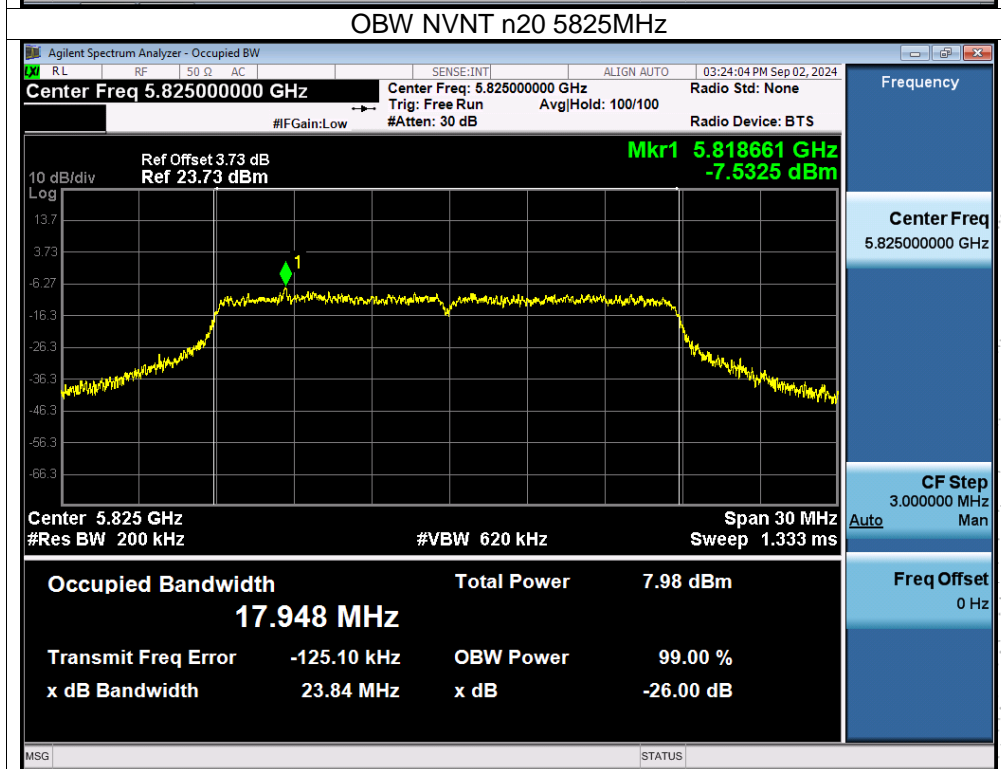 OBW NVNT n20 5825MHz
Agilent Spectrum Analyzer - Occupied BW
LXI RL RF 50 Ω AC SENSE:INT ALIGN AUTO 03:24:04 PM Sep 02, 2024
Center Freq 5.825000000 GHz
Center Freq: 5.825000000 GHz
Radio Std: None
Trig: Free Run Avg|Hold: 100/100
#IFGain:Low #Atten: 30 dB Radio Device: BTS
Mkr1 5.818661 GHz
-7.5325 dBm
Ref Offset 3.73 dB
10 dB/div Ref 23.73 dBm
Log
13.7
3.73
1
-6.27
-16.3
-26.3
-36.3
-46.3
-56.3
-66.3
Center 5.825 GHz Span 30 MHz
#Res BW 200 kHz #VBW 620 kHz Sweep 1.333 ms
Occupied Bandwidth Total Power 7.98 dBm
17.948 MHz
Transmit Freq Error -125.10 kHz OBW Power 99.00 %
x dB Bandwidth 23.84 MHz x dB -26.00 dB
MSG STATUS
Frequency
Center Freq
5.825000000 GHz
CF Step
3.000000 MHz
Auto Man
Freq Offset
0 Hz